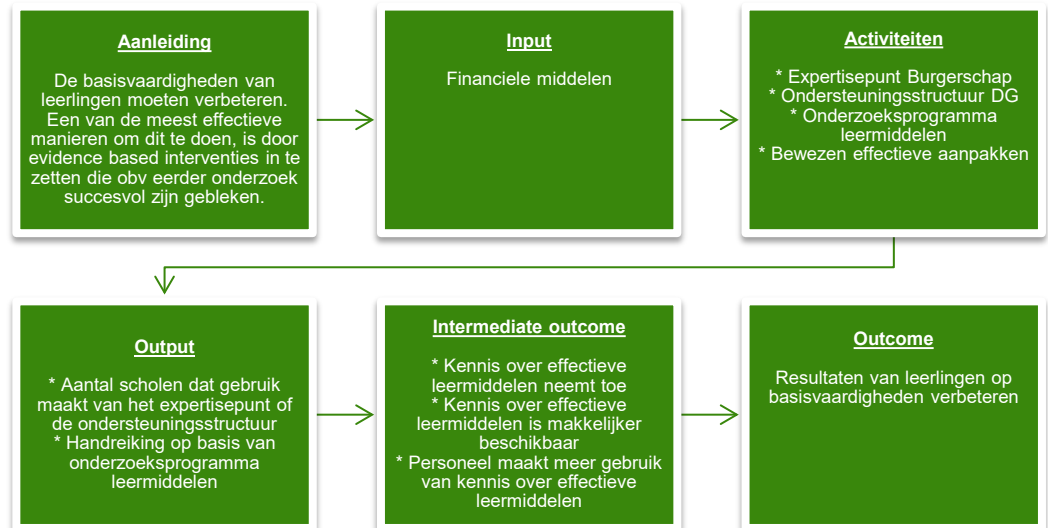 Aanleiding
De basisvaardigheden van
leerlingen moeten verbeteren.
Een van de meest effectieve
manieren om dit te doen, is door
evidence based interventies in te
zetten die obv eerder onderzoek
succesvol zijn gebleken.
Input
Financiele middelen
Activiteiten
* Expertisepunt Burgerschap
* Ondersteuningsstructuur DG
* Onderzoeksprogramma
leermiddelen
* Bewezen effectieve aanpakken
Output
* Aantal scholen dat gebruik
maakt van het expertisepunt of
de ondersteuningsstructuur
* Handreiking op basis van
onderzoeksprogramma
leermiddelen
Intermediate outcome
* Kennis over effectieve
leermiddelen neemt toe
* Kennis over effectieve
leermiddelen is makkelijker
beschikbaar
* Personeel maakt meer gebruik
van kennis over effectieve
leermiddelen
Outcome
Resultaten van leerlingen op
basisvaardigheden verbeteren